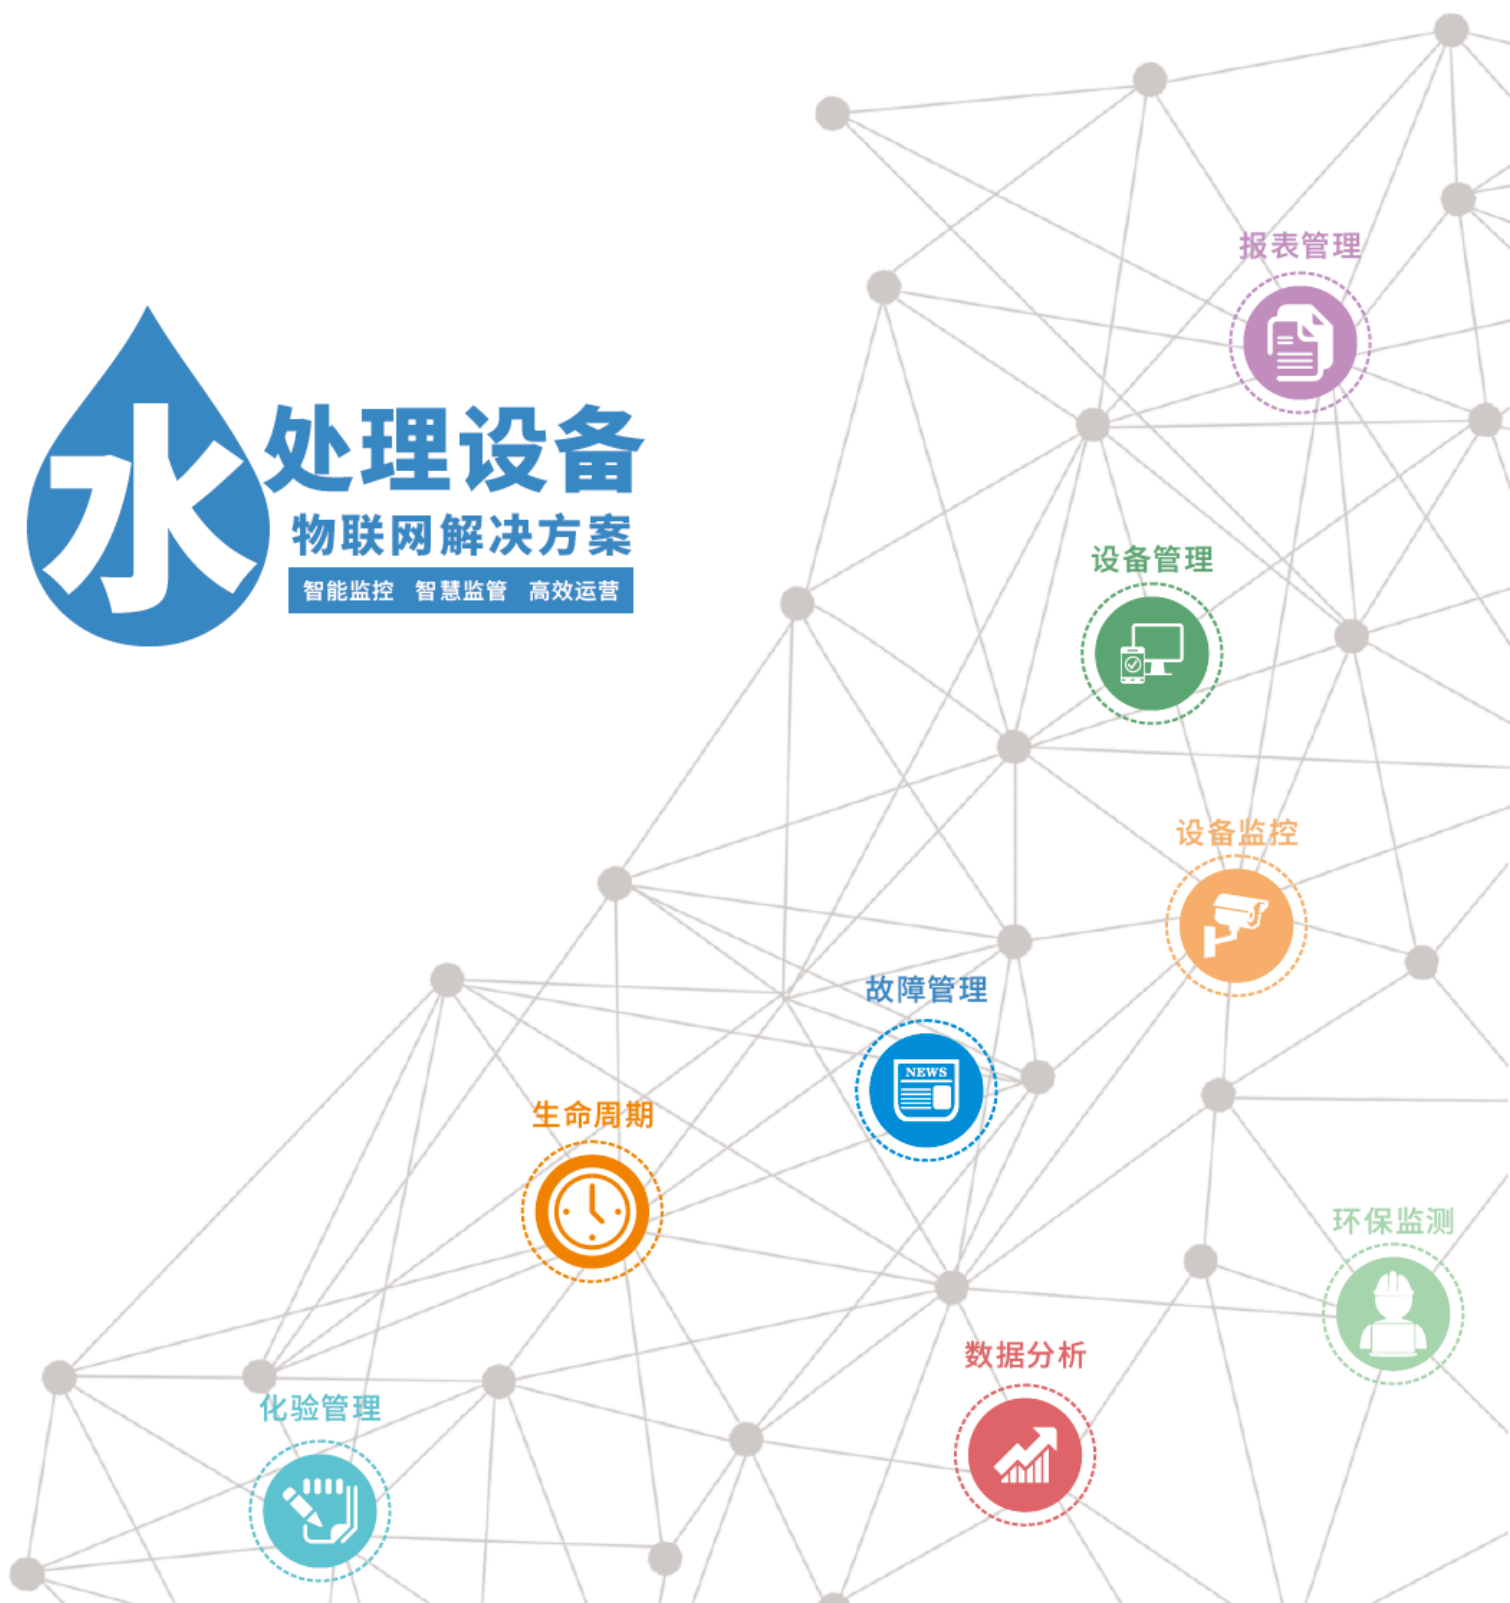 水处理设备
物联网解决方案
智能监控 智慧监管 高效运营
报表管理
设备管理
设备监控
故障管理
NEWS
生命周期
环保监测
数据分析
化验管理